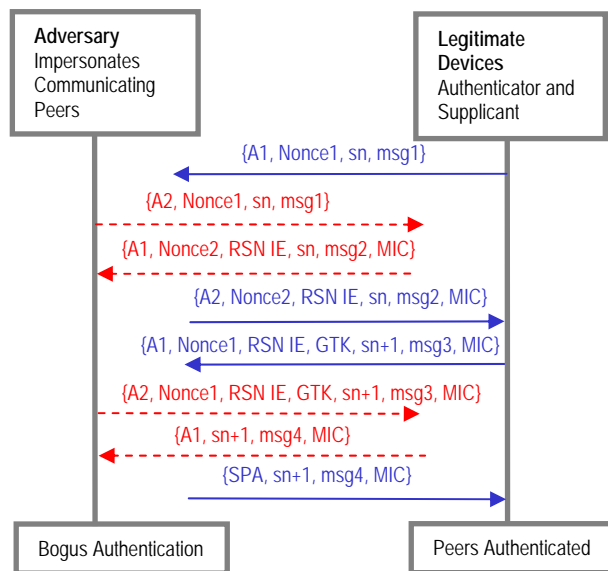 Adversary
Impersonates
Communicating
Peers
Legitimate
Devices
Authenticator and
Supplicant
{A1, Nonce1, sn, msg1}
{A2, Nonce1, sn, msg1}
{A1, Nonce2, RSN IE, sn, msg2, MIC}
{A2, Nonce2, RSN IE, sn, msg2, MIC}
{A1, Nonce1, RSN IE, GTK, sn+1, msg3, MIC}
{A2, Nonce1, RSN IE, GTK, sn+1, msg3, MIC}
{A1, sn+1, msg4, MIC}
{SPA, sn+1, msg4, MIC}
Bogus Authentication
Peers Authenticated